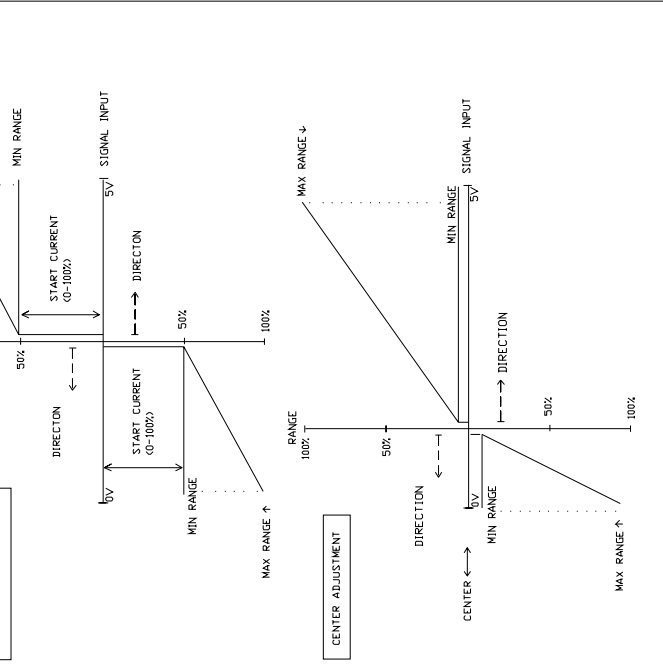 MIN RANGE
SIGNAL INPUT
5V
START CURRENT
(0-100%)
DIRECTON
50%
50%
100%
DIRECTON
START CURRENT
(0-100%)
0V
MIN RANGE
MAX RANGE
CENTER ADJUSTMENT
RANGE
100%
50%
MAX RANGE
MIN RANGE
SIGNAL INPUT
5V
DIRECTION
50%
100%
DIRECTION
0V
MIN RANGE
CENTER
MAX RANGE